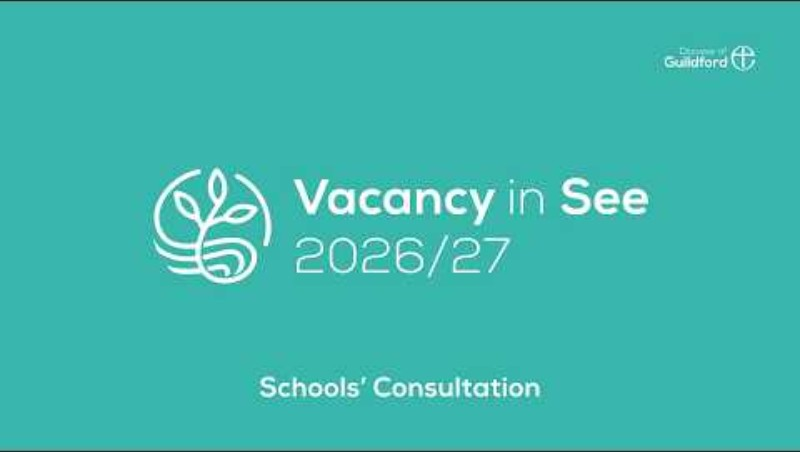 Diocese of
Guildford
Vacancy in See
2026/27
Schools' Consultation